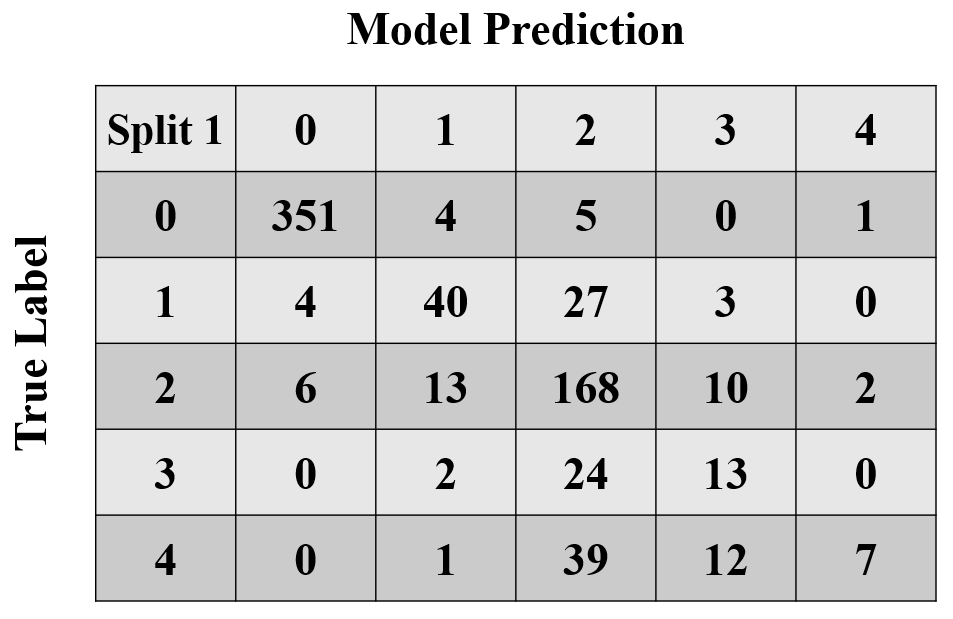 Model Prediction
True Label
Split 1 0 1 2 3 4
0 351 4 5 0 1
1 4 40 27 3 0
2 6 13 168 10 2
3 0 2 24 13 0
4 0 1 39 12 7